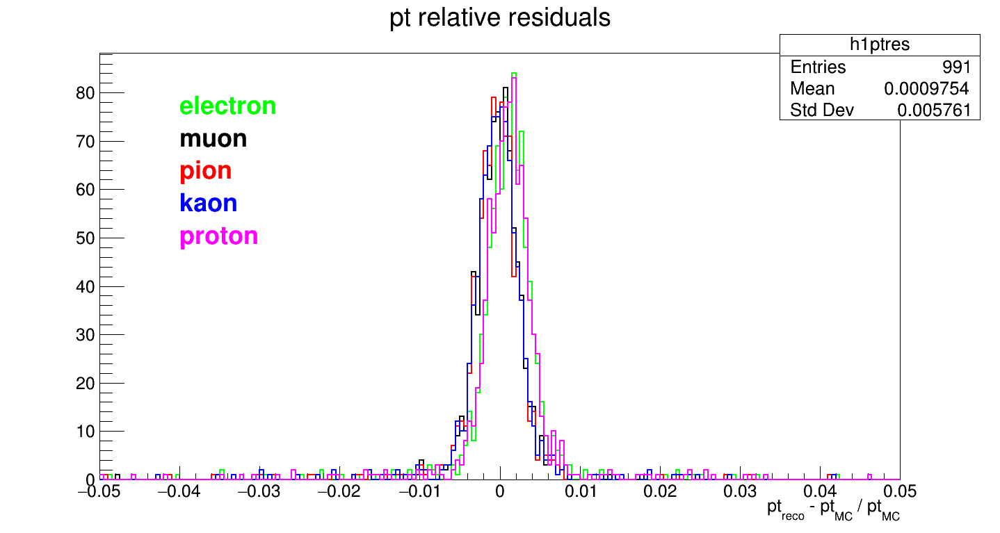 pt relative residuals
h1ptres
Entries 991
Mean 0.0009754
Std Dev 0.005761
electron
muon
pion
kaon
proton
80
70
60
50
40
30
20
10
0
−0.05 −0.04 −0.03 −0.02 −0.01 0 0.01 0.02 0.03 0.04 0.05
pt_reco - pt_MC / pt_MC